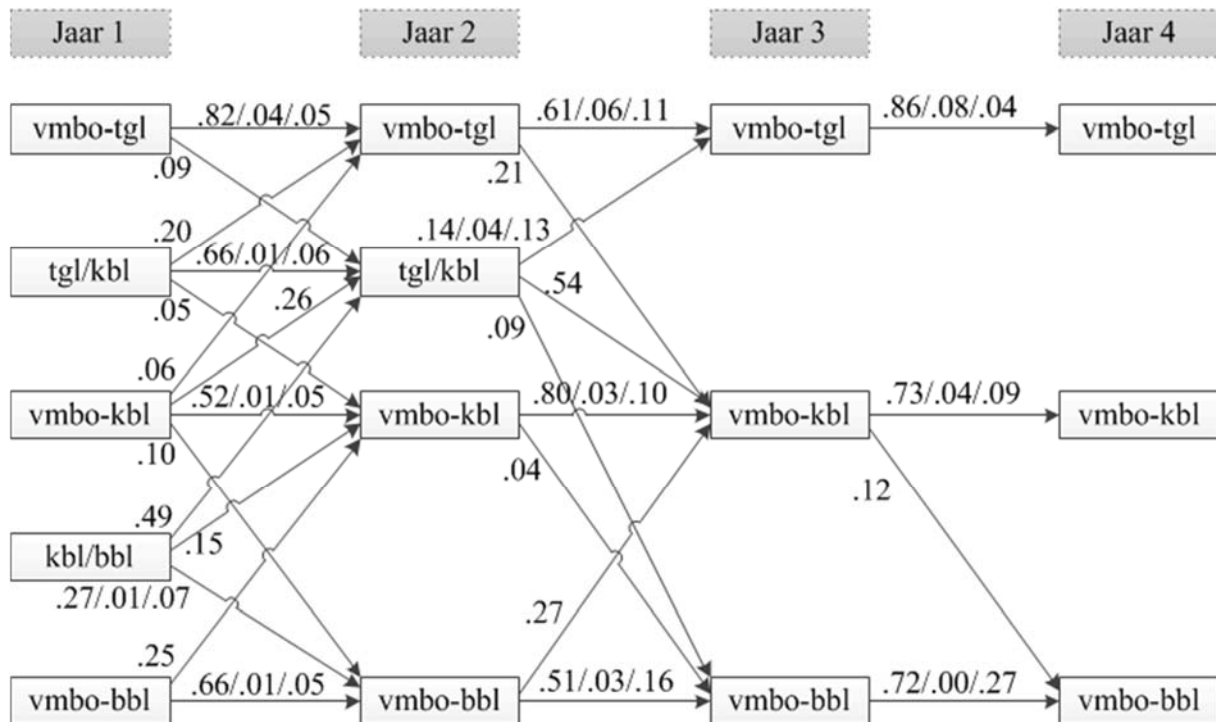 Jaar 1 Jaar 2 Jaar 3 Jaar 4
.82/.04/.05 .61/.06/.11 .86/.08/.04
vmbo-tgl vmbo-tgl vmbo-tgl vmbo-tgl
.09 .21
.20 .14/.04/.13
.66/.01/.06
tgl/kbl tgl/kbl .54
.05 .26 .09
.06
.52/.01/.05 .80/.03/.10 .73/.04/.09
vmbo-kbl vmbo-kbl vmbo-kbl vmbo-kbl
.10 .04 .12
.49
kbl/bbl .15
.27/.01/.07 .27
.25
.66/.01/.05 .51/.03/.16 .72/.00/.27
vmbo-bbl vmbo-bbl vmbo-bbl vmbo-bbl